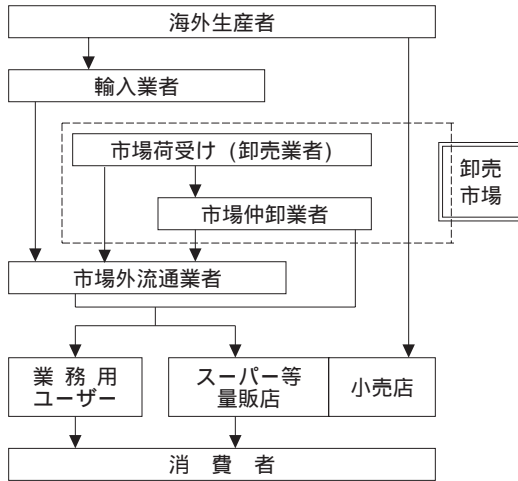 海外生産者
輸入業者
市場荷受け（卸売業者）
卸売
市場
市場仲卸業者
市場外流通業者
業務用
ユーザー
スーパー等
量販店
小売店
消費者